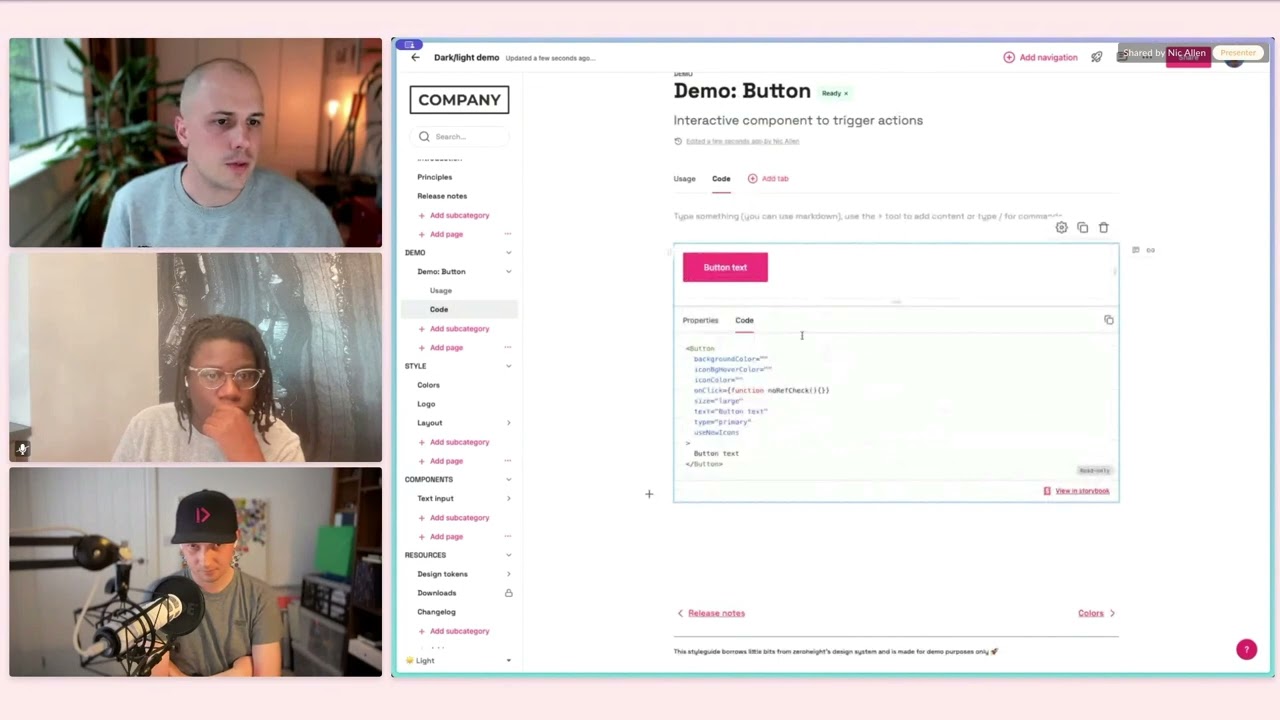 Dark/light demo Updated a few seconds ago...
Add navigation
Shared by Nic Allen Presenter
COMPANY
Search...
Principles
Release notes
Add subcategory
Add page
DEMO
Demo: Button
Usage
Code
Add subcategory
Add page
STYLE
Colors
Logo
Layout
Add subcategory
Add page
COMPONENTS
Text input
Add subcategory
Add page
RESOURCES
Design tokens
Downloads
Changelog
Add subcategory
Light
DEMO
Demo: Button Ready ×
Interactive component to trigger actions
Edited a few seconds ago by Nic Allen
Usage Code Add tab
Type something (you can use markdown), use the + tool to add content or type / for commands
Button text
Properties Code
<Button
backgroundColor=""
iconBgHoverColor=""
iconColor=""
onClick={function noRefCheck(){}}
size="large"
text="Button text"
type="primary"
useNewIcons
>
Button text
</Button>
Read-only
View in storybook
Release notes
Colors
This styleguide borrows little bits from zeroheight's design system and is made for demo purposes only 🚀
?